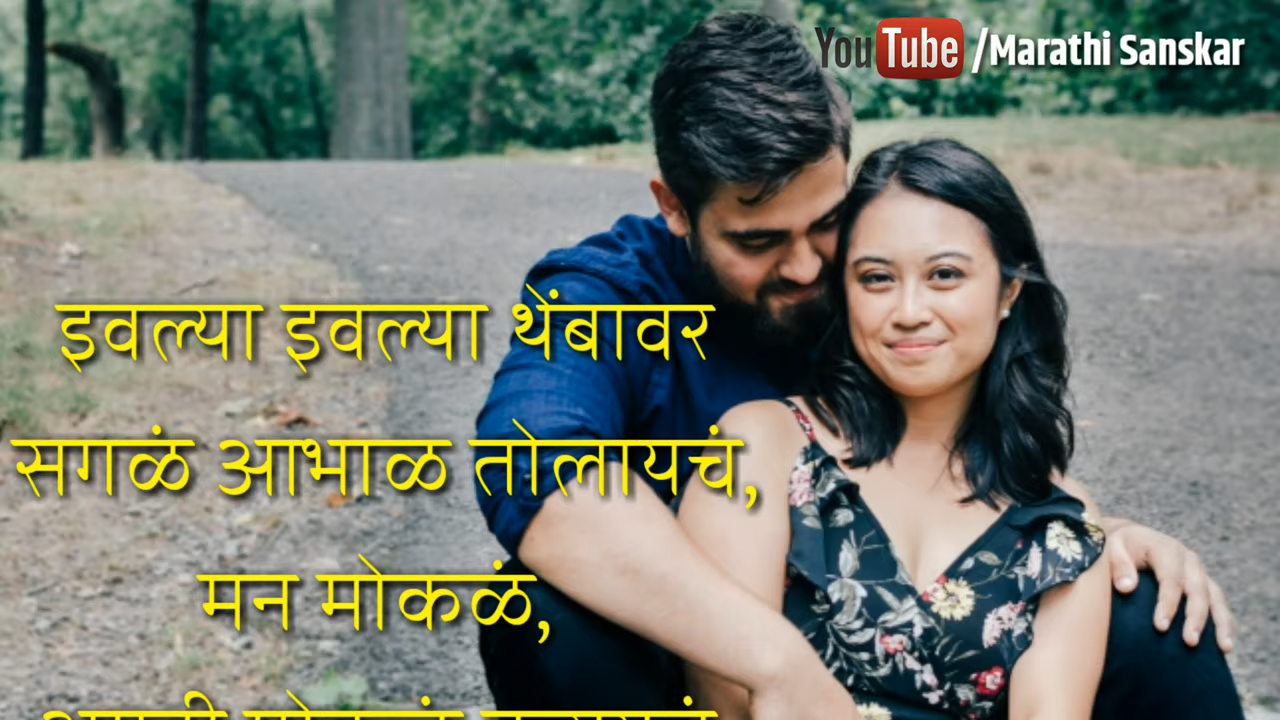 YouTube /Marathi Sanskar
इवल्या इवल्या थेंबावर
सगळं आभाळ तोलायचं,
मन मोकळं,